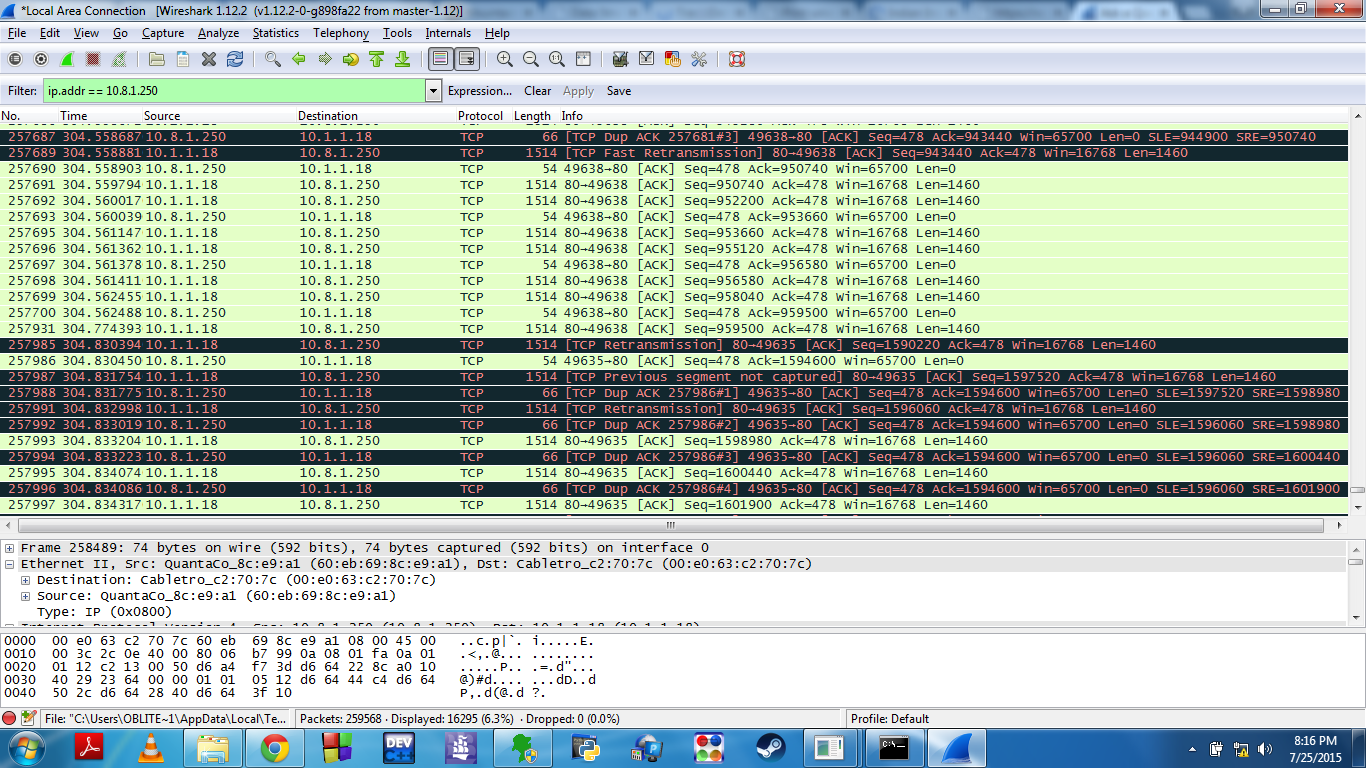 *Local Area Connection   [Wireshark 1.12.2  (v1.12.2-0-g898fa22 from master-1.12)]
File Edit View Go Capture Analyze Statistics Telephony Tools Internals Help
Filter: ip.addr == 10.8.1.250 Expression... Clear Apply Save
No. Time Source Destination Protocol Length Info
257687 304.558687 10.8.1.250 10.1.1.18 TCP 66 [TCP Dup ACK 257681#3] 49638→80 [ACK] Seq=478 Ack=943440 Win=65700 Len=0 SLE=944900 SRE=950740
257689 304.558881 10.1.1.18 10.8.1.250 TCP 1514 [TCP Fast Retransmission] 80→49638 [ACK] Seq=943440 Ack=478 Win=16768 Len=1460
257690 304.558903 10.8.1.250 10.1.1.18 TCP 54 49638→80 [ACK] Seq=478 Ack=950740 Win=65700 Len=0
257691 304.559794 10.1.1.18 10.8.1.250 TCP 1514 80→49638 [ACK] Seq=950740 Ack=478 Win=16768 Len=1460
257692 304.560017 10.1.1.18 10.8.1.250 TCP 1514 80→49638 [ACK] Seq=952200 Ack=478 Win=16768 Len=1460
257693 304.560039 10.8.1.250 10.1.1.18 TCP 54 49638→80 [ACK] Seq=478 Ack=953660 Win=65700 Len=0
257695 304.561147 10.1.1.18 10.8.1.250 TCP 1514 80→49638 [ACK] Seq=953660 Ack=478 Win=16768 Len=1460
257696 304.561362 10.1.1.18 10.8.1.250 TCP 1514 80→49638 [ACK] Seq=955120 Ack=478 Win=16768 Len=1460
257697 304.561378 10.8.1.250 10.1.1.18 TCP 54 49638→80 [ACK] Seq=478 Ack=956580 Win=65700 Len=0
257698 304.561411 10.1.1.18 10.8.1.250 TCP 1514 80→49638 [ACK] Seq=956580 Ack=478 Win=16768 Len=1460
257699 304.562455 10.1.1.18 10.8.1.250 TCP 1514 80→49638 [ACK] Seq=958040 Ack=478 Win=16768 Len=1460
257700 304.562488 10.8.1.250 10.1.1.18 TCP 54 49638→80 [ACK] Seq=478 Ack=959500 Win=65700 Len=0
257931 304.774393 10.1.1.18 10.8.1.250 TCP 1514 80→49638 [ACK] Seq=959500 Ack=478 Win=16768 Len=1460
257985 304.830394 10.1.1.18 10.8.1.250 TCP 1514 [TCP Retransmission] 80→49635 [ACK] Seq=1590220 Ack=478 Win=16768 Len=1460
257986 304.830450 10.8.1.250 10.1.1.18 TCP 54 49635→80 [ACK] Seq=478 Ack=1594600 Win=65700 Len=0
257987 304.831754 10.1.1.18 10.8.1.250 TCP 1514 [TCP Previous segment not captured] 80→49635 [ACK] Seq=1597520 Ack=478 Win=16768 Len=1460
257988 304.831775 10.8.1.250 10.1.1.18 TCP 66 [TCP Dup ACK 257986#1] 49635→80 [ACK] Seq=478 Ack=1594600 Win=65700 Len=0 SLE=1597520 SRE=1598980
257991 304.832998 10.1.1.18 10.8.1.250 TCP 1514 [TCP Retransmission] 80→49635 [ACK] Seq=1596060 Ack=478 Win=16768 Len=1460
257992 304.833019 10.8.1.250 10.1.1.18 TCP 66 [TCP Dup ACK 257986#2] 49635→80 [ACK] Seq=478 Ack=1594600 Win=65700 Len=0 SLE=1596060 SRE=1598980
257993 304.833204 10.1.1.18 10.8.1.250 TCP 1514 80→49635 [ACK] Seq=1598980 Ack=478 Win=16768 Len=1460
257994 304.833223 10.8.1.250 10.1.1.18 TCP 66 [TCP Dup ACK 257986#3] 49635→80 [ACK] Seq=478 Ack=1594600 Win=65700 Len=0 SLE=1596060 SRE=1600440
257995 304.834074 10.1.1.18 10.8.1.250 TCP 1514 80→49635 [ACK] Seq=1600440 Ack=478 Win=16768 Len=1460
257996 304.834086 10.8.1.250 10.1.1.18 TCP 66 [TCP Dup ACK 257986#4] 49635→80 [ACK] Seq=478 Ack=1594600 Win=65700 Len=0 SLE=1596060 SRE=1601900
257997 304.834317 10.1.1.18 10.8.1.250 TCP 1514 80→49635 [ACK] Seq=1601900 Ack=478 Win=16768 Len=1460
Frame 258489: 74 bytes on wire (592 bits), 74 bytes captured (592 bits) on interface 0
Ethernet II, Src: QuantaCo_8c:e9:a1 (60:eb:69:8c:e9:a1), Dst: Cabletro_c2:70:7c (00:e0:63:c2:70:7c)
Destination: Cabletro_c2:70:7c (00:e0:63:c2:70:7c)
Source: QuantaCo_8c:e9:a1 (60:eb:69:8c:e9:a1)
Type: IP (0x0800)
0000 00 e0 63 c2 70 7c 60 eb 69 8c e9 a1 08 00 45 00 ..c.p|`. i.....E.
0010 00 3c 2c 0e 40 00 80 06 b7 99 0a 08 01 fa 0a 01 .<,.@... ........
0020 01 12 c2 13 00 50 d6 a4 f7 3d d6 64 22 8c a0 10 .....P.. .=.d"...
0030 40 29 23 64 00 00 01 01 05 12 d6 64 44 c4 d6 64 @)#d.... ...dD..d
0040 50 2c d6 64 28 40 d6 64 3f 10 P,.d(@.d ?.
File: "C:\Users\OBLITE~1\AppData\Local\Te... Packets: 259568 · Displayed: 16295 (6.3%) · Dropped: 0 (0.0%) Profile: Default
DEV C++
C:\_
8:16 PM
7/25/2015